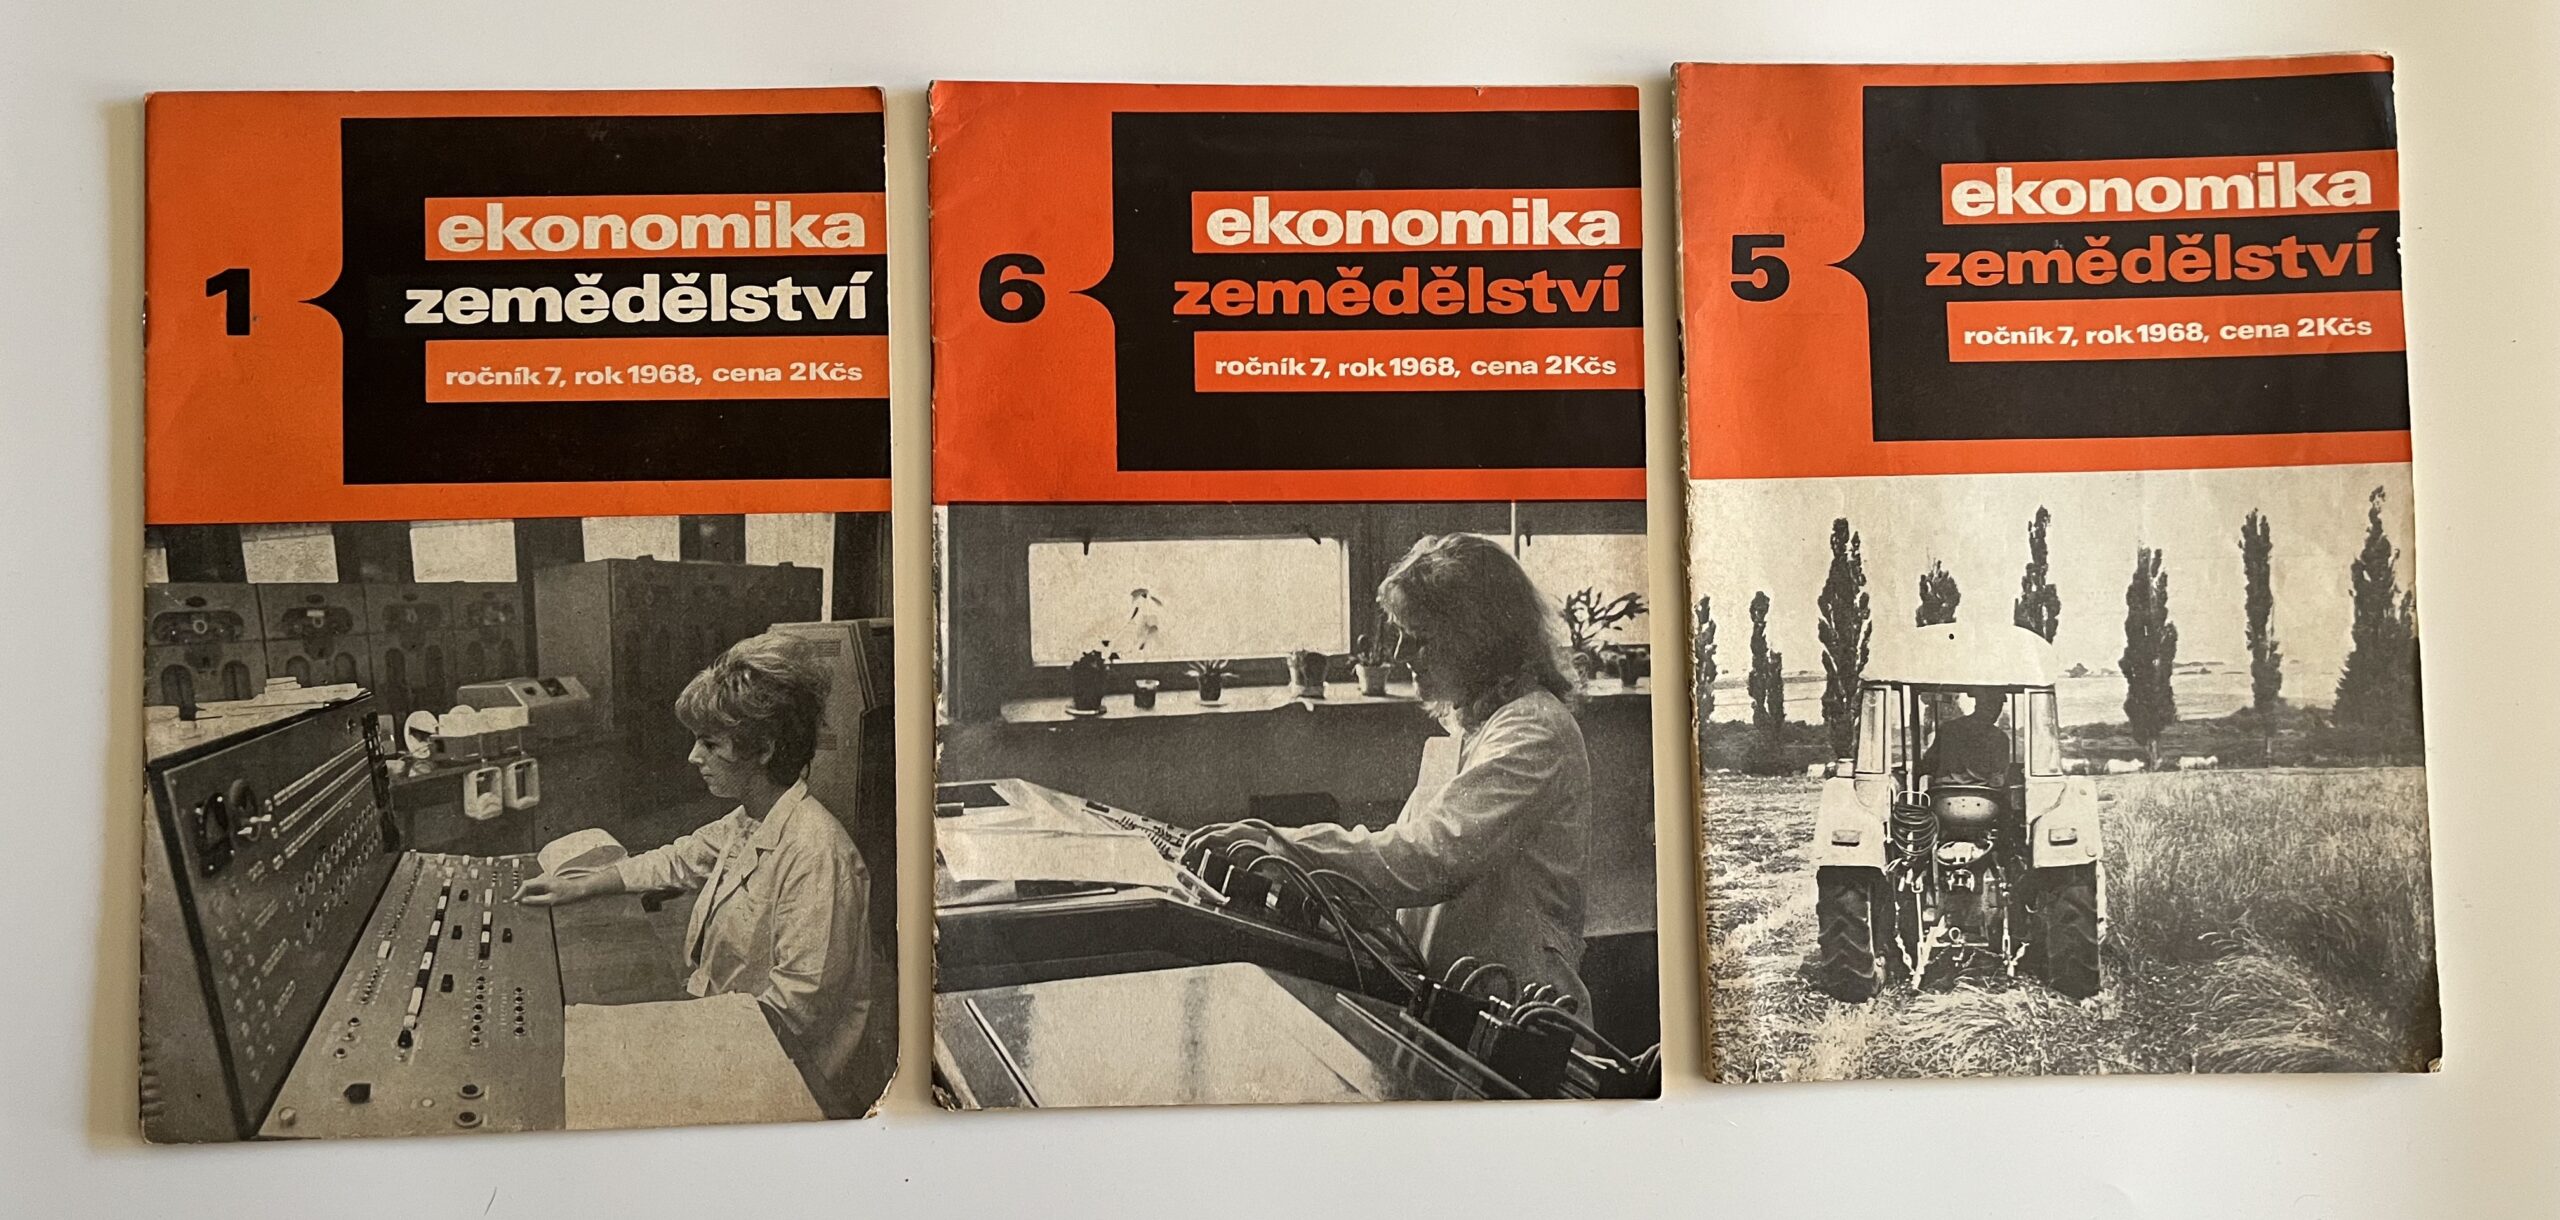 1
ekonomika
zemědělství
ročník 7, rok 1968, cena 2Kčs
6
ekonomika
zemědělství
ročník 7, rok 1968, cena 2Kčs
5
ekonomika
zemědělství
ročník 7, rok 1968, cena 2Kčs